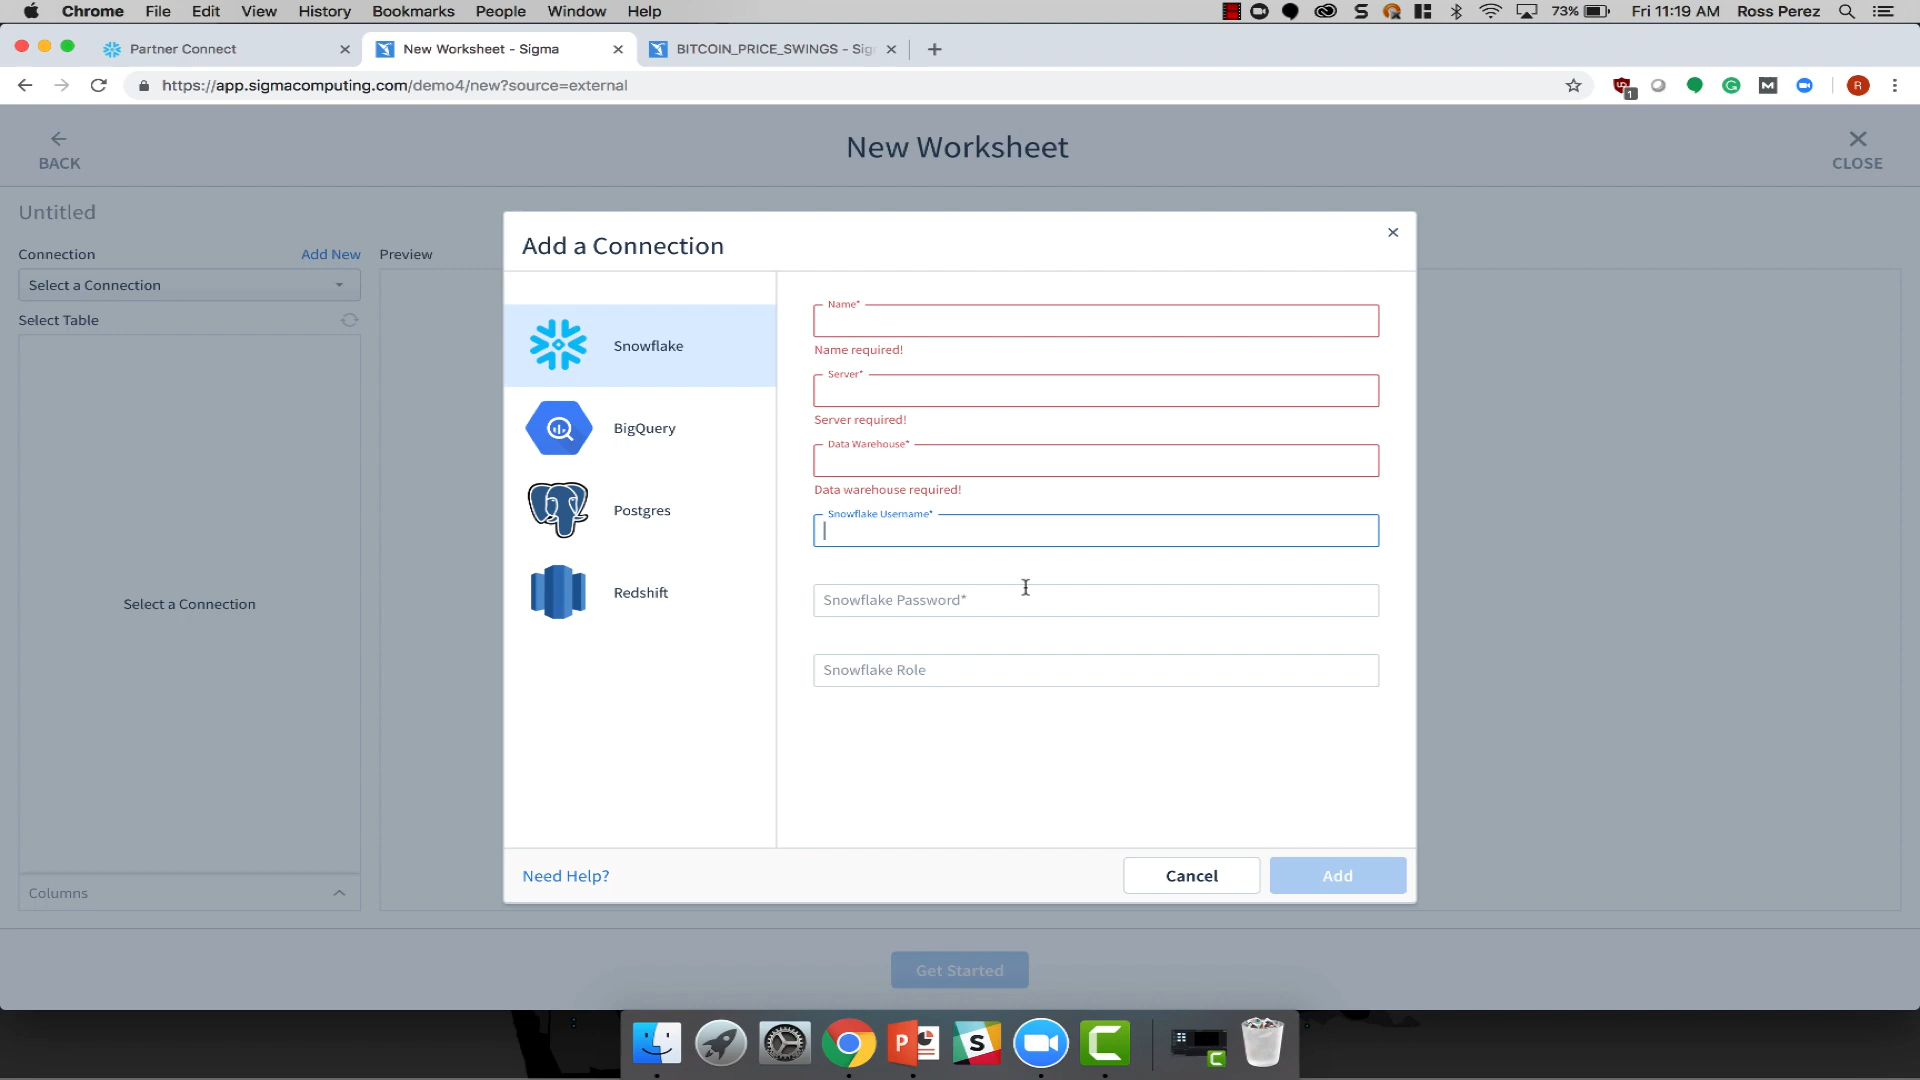 Chrome File Edit View History Bookmarks People Window Help 73% Fri 11:19 AM Ross Perez
Partner Connect New Worksheet - Sigma BITCOIN_PRICE_SWINGS - Sig
https://app.sigmacomputing.com/demo4/new?source=external 1 R
BACK New Worksheet CLOSE
Untitled
Connection Add New Preview
Select a Connection
Select Table
Select a Connection
Columns
Add a Connection
Snowflake
BigQuery
Postgres
Redshift
Name*
Name required!
Server*
Server required!
Data Warehouse*
Data warehouse required!
Snowflake Username*
Snowflake Password*
Snowflake Role
Need Help? Cancel Add
Get Started